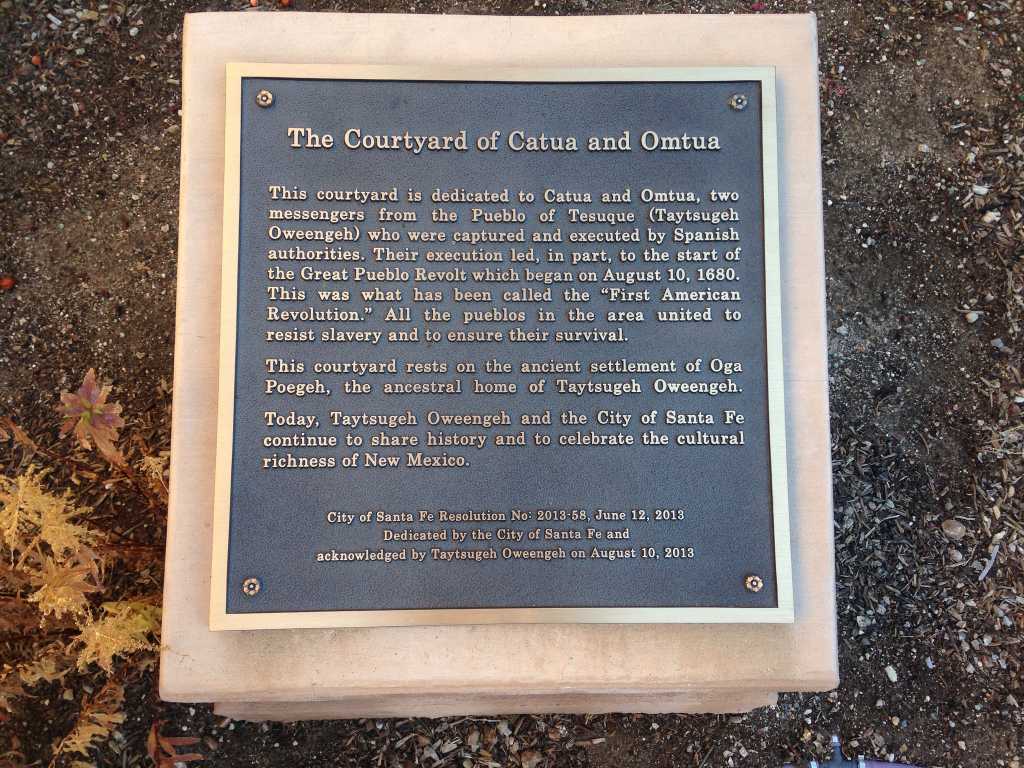 The Courtyard of Catua and Omtua
This courtyard is dedicated to Catua and Omtua, two
messengers from the Pueblo of Tesuque (Taytsugeh
Oweengeh) who were captured and executed by Spanish
authorities. Their execution led, in part, to the start of
the Great Pueblo Revolt which began on August 10, 1680.
This was what has been called the “First American
Revolution.” All the pueblos in the area united to
resist slavery and to ensure their survival.
This courtyard rests on the ancient settlement of Oga
Poegeh, the ancestral home of Taytsugeh Oweengeh.
Today, Taytsugeh Oweengeh and the City of Santa Fe
continue to share history and to celebrate the cultural
richness of New Mexico.
City of Santa Fe Resolution No: 2013-58, June 12, 2013
Dedicated by the City of Santa Fe and
acknowledged by Taytsugeh Oweengeh on August 10, 2013